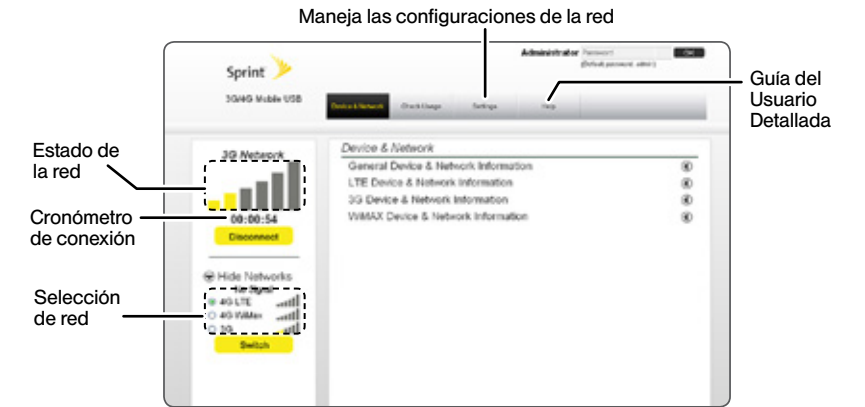 Maneja las configuraciones de la red
Administrator Password OK
(Default password: admin)
Sprint
3G/4G Mobile USB
Device & Network Check Usage Settings Help
Guía del
Usuario
Detallada
Estado de
la red
3G Network
Cronómetro
de conexión
00:00:54
Disconnect
Device & Network
General Device & Network Information
LTE Device & Network Information
3G Device & Network Information
WiMAX Device & Network Information
Selección
de red
Hide Networks
No Signal
4G LTE
4G WiMax
3G
Switch